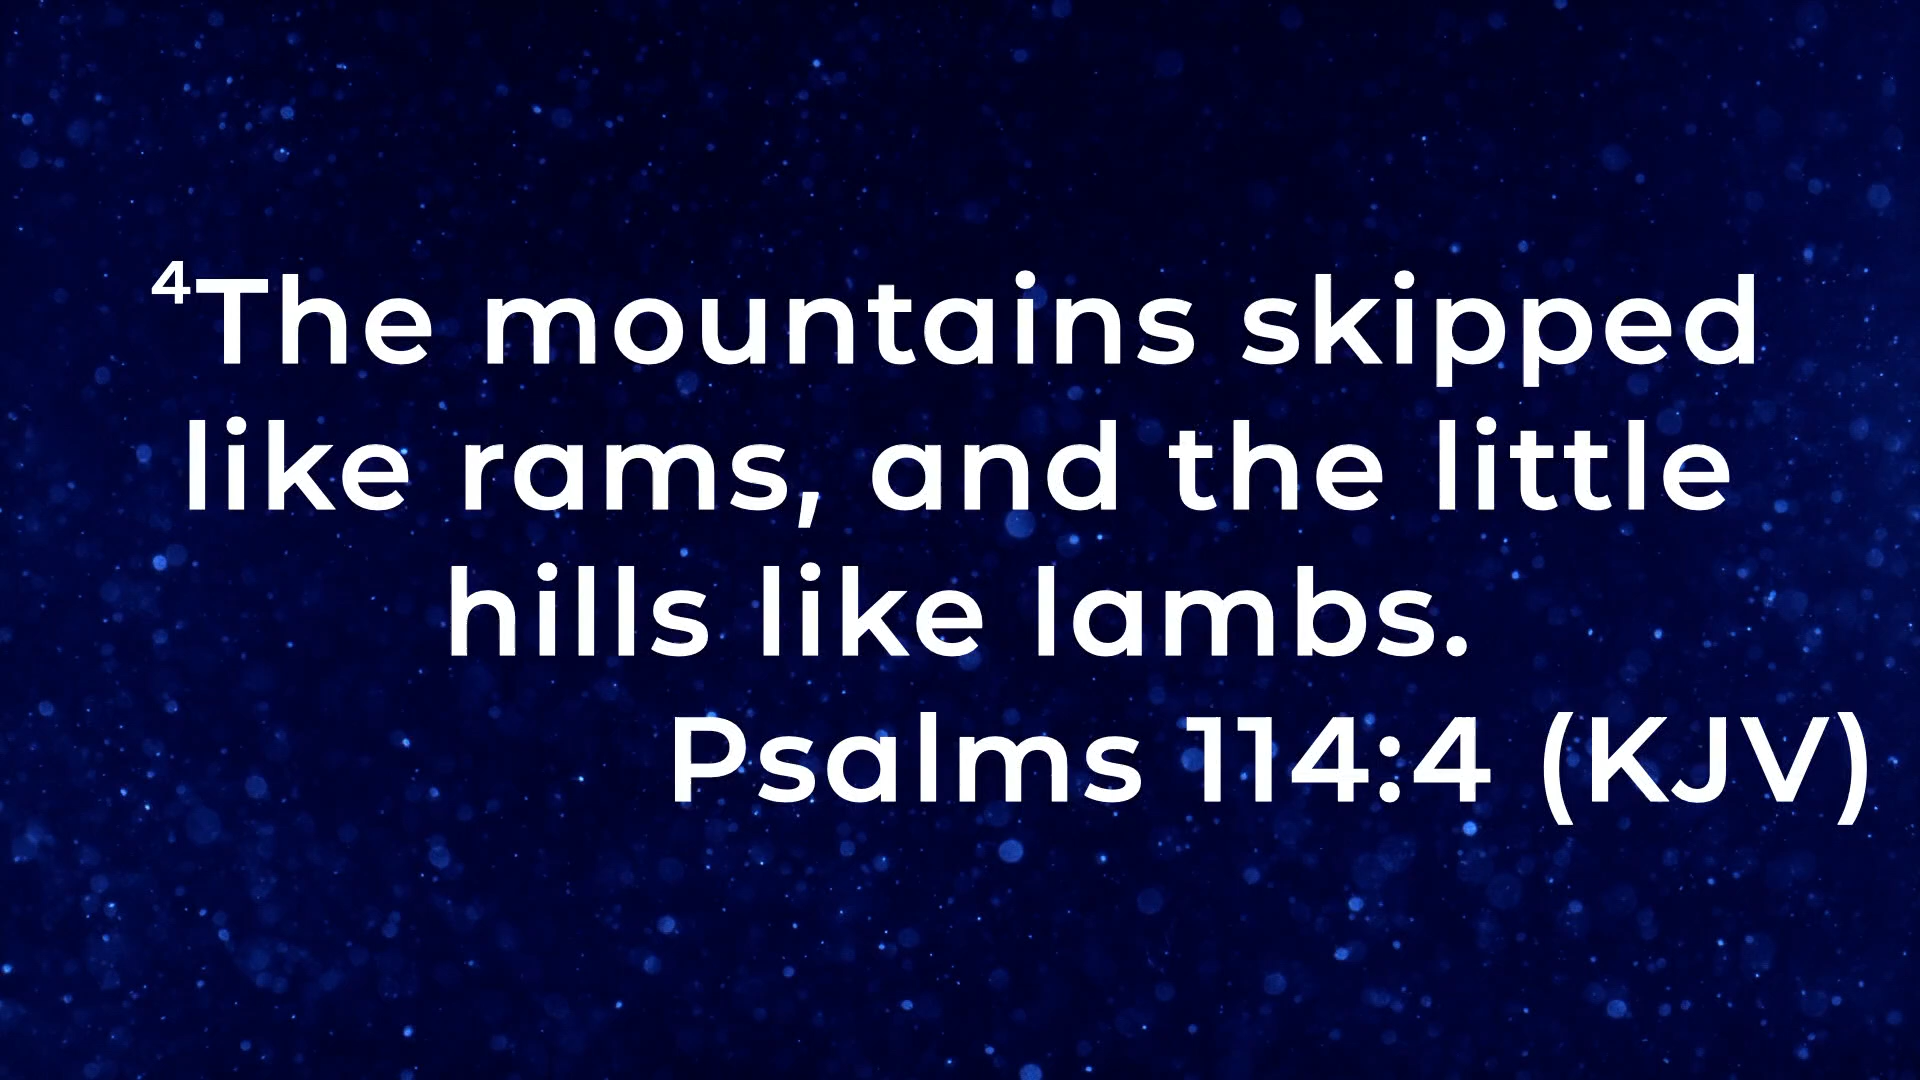 ⁴The mountains skipped
like rams, and the little
hills like lambs.
Psalms 114:4 (KJV)